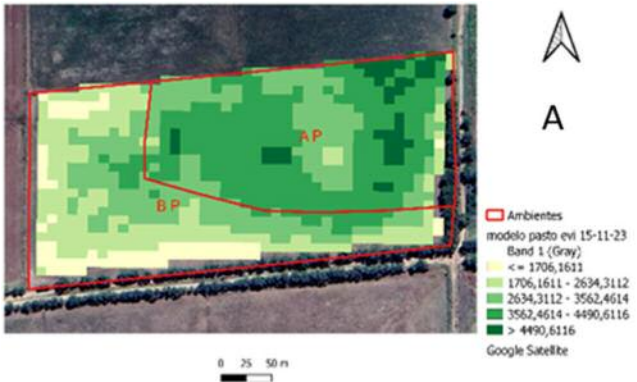 AP
BP
A
Ambientes
modelo pasto evi 15-11-23
Band 1 (Gray)
<= 1706,1611
1706,1611 - 2634,3112
2634,3112 - 3562,4614
3562,4614 - 4490,6116
> 4490,6116
Google Satellite
0 25 50 m